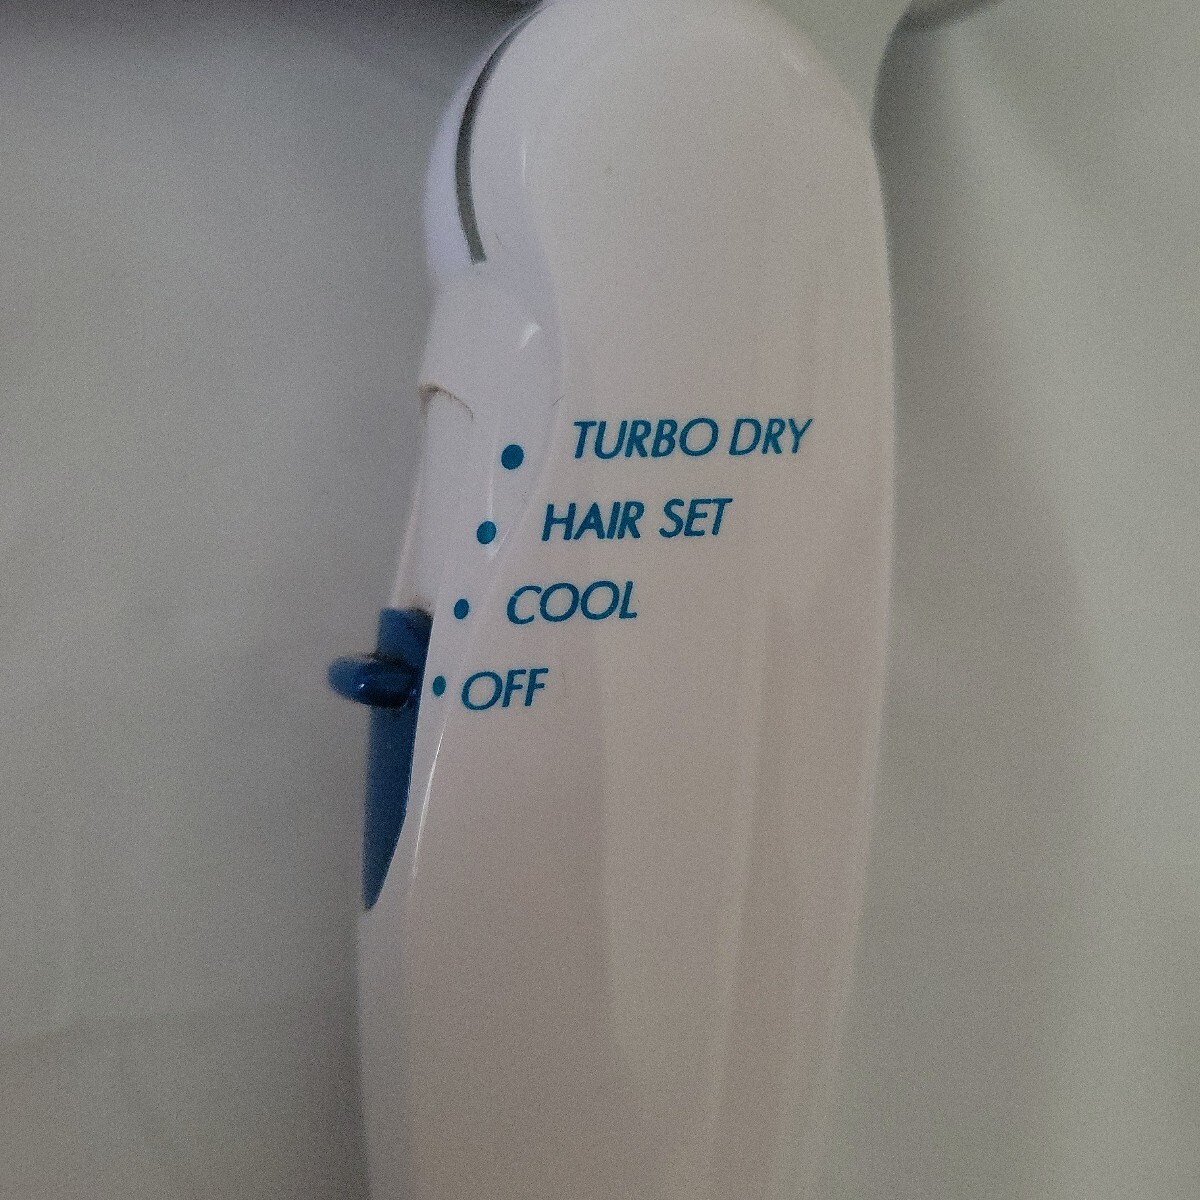 TURBO DRY
HAIR SET
COOL
OFF